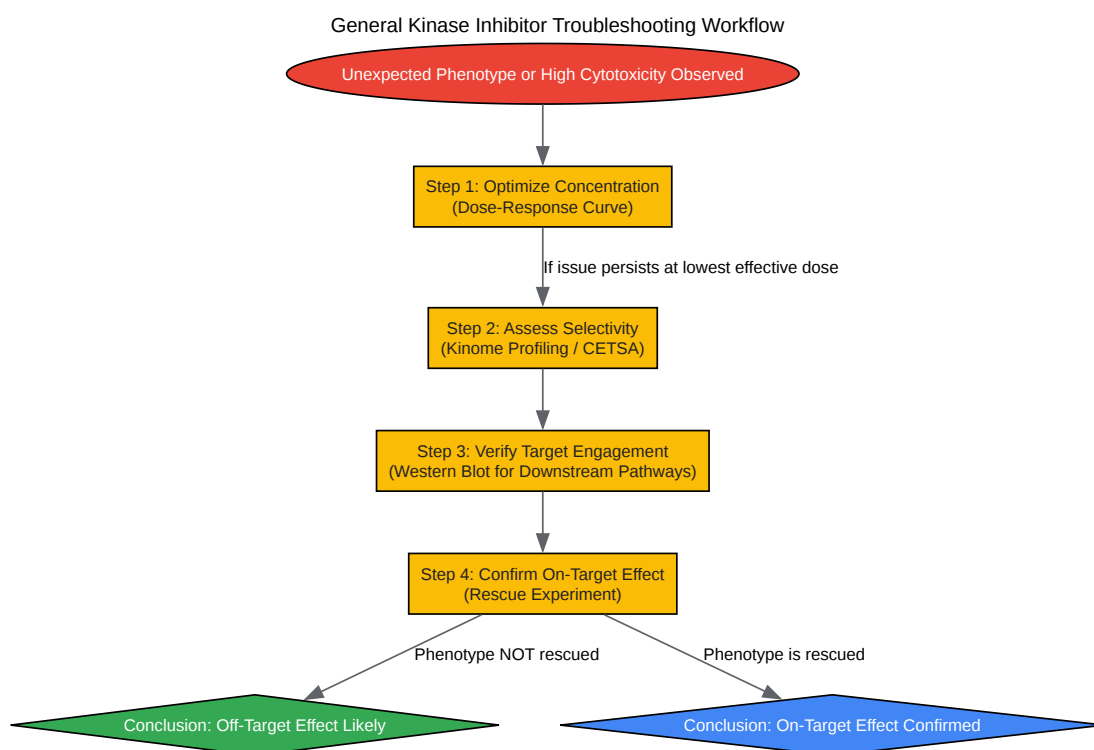 General Kinase Inhibitor Troubleshooting Workflow
Unexpected Phenotype or High Cytotoxicity Observed
Step 1: Optimize Concentration
(Dose-Response Curve)
If issue persists at lowest effective dose
Step 2: Assess Selectivity
(Kinome Profiling / CETSA)
Step 3: Verify Target Engagement
(Western Blot for Downstream Pathways)
Step 4: Confirm On-Target Effect
(Rescue Experiment)
Phenotype NOT rescued
Phenotype is rescued
Conclusion: Off-Target Effect Likely
Conclusion: On-Target Effect Confirmed